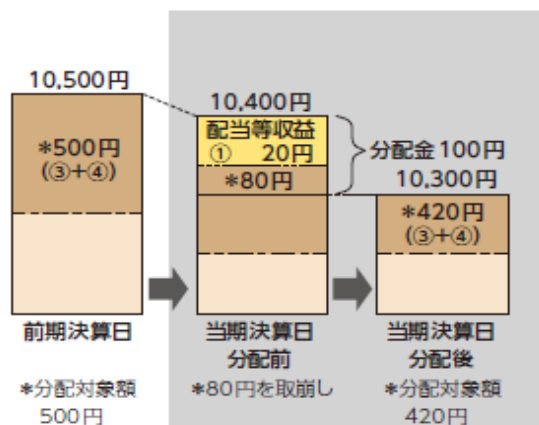 10,500円
*500円
(③+④)
前期決算日
*分配対象額
500円
10,400円
配当等収益
① 20円
*80円
当期決算日
分配前
*80円を取崩し
分配金100円
10,300円
*420円
(③+④)
当期決算日
分配後
*分配対象額
420円